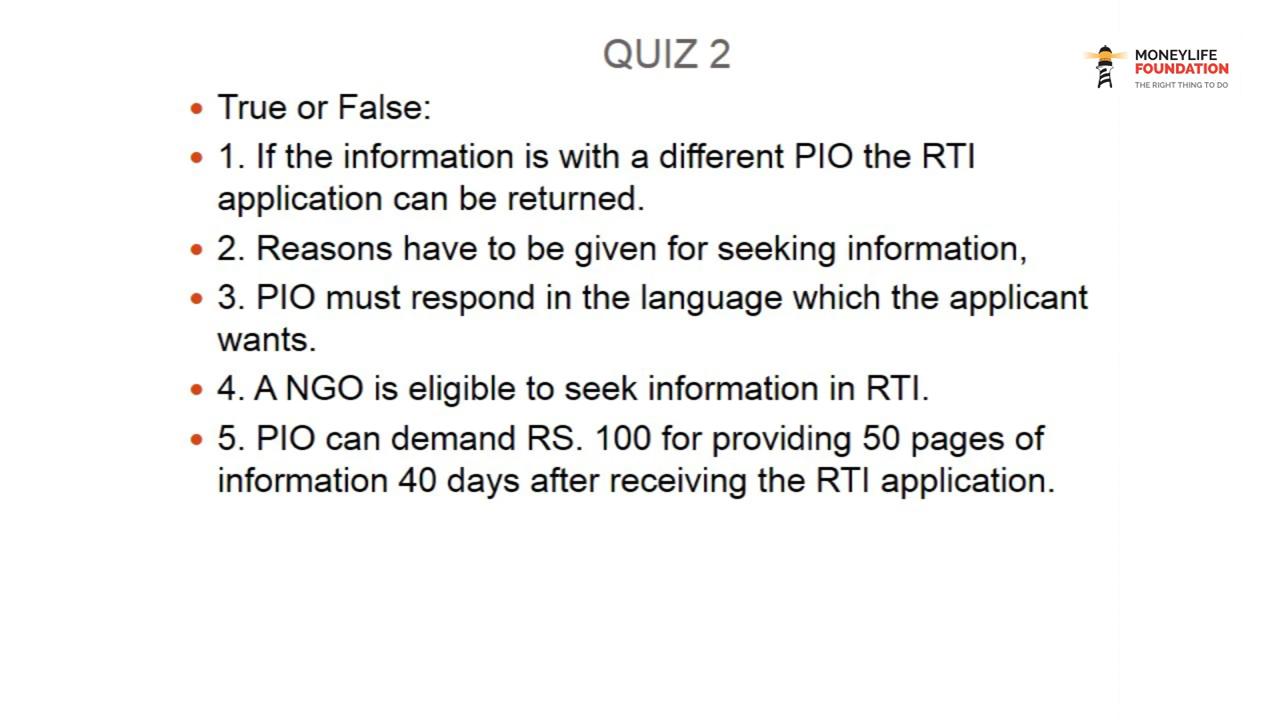 QUIZ 2
MONEYLIFE
FOUNDATION
THE RIGHT THING TO DO
• True or False:
• 1. If the information is with a different PIO the RTI
application can be returned.
• 2. Reasons have to be given for seeking information,
• 3. PIO must respond in the language which the applicant
wants.
• 4. A NGO is eligible to seek information in RTI.
• 5. PIO can demand RS. 100 for providing 50 pages of
information 40 days after receiving the RTI application.